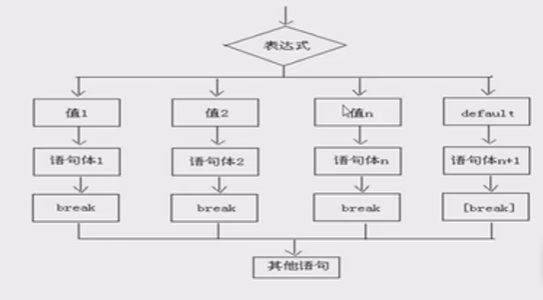 表达式
值1 值2 值n default
语句体1 语句体2 语句体n 语句体n+1
break break break [break]
其他语句